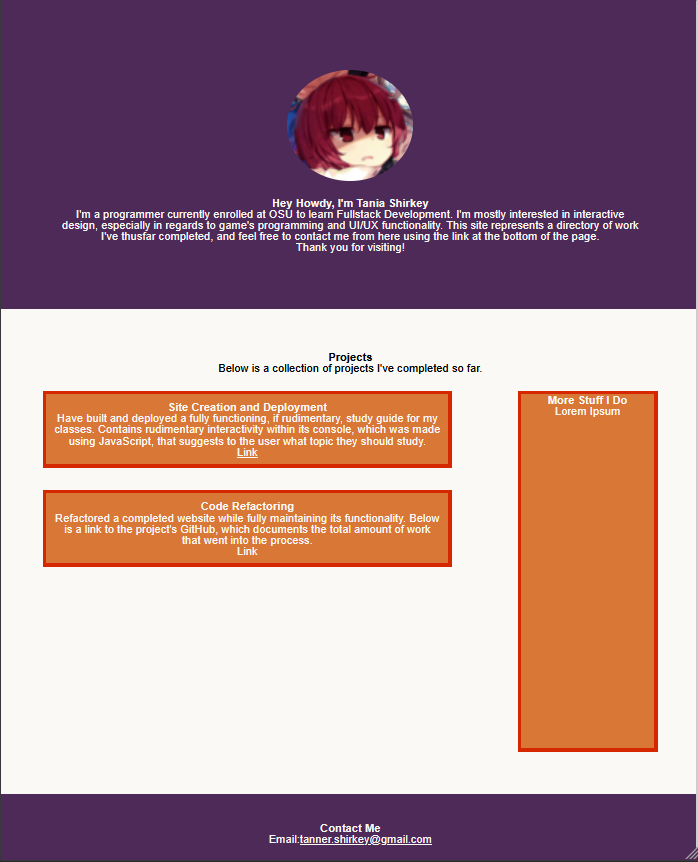 Hey Howdy, I'm Tania Shirkey
I'm a programmer currently enrolled at OSU to learn Fullstack Development. I'm mostly interested in interactive
design, especially in regards to game's programming and UI/UX functionality. This site represents a directory of work
I've thusfar completed, and feel free to contact me from here using the link at the bottom of the page.
Thank you for visiting!
Projects
Below is a collection of projects I've completed so far.
Site Creation and Deployment
Have built and deployed a fully functioning, if rudimentary, study guide for my
classes. Contains rudimentary interactivity within its console, which was made
using JavaScript, that suggests to the user what topic they should study.
Link
Code Refactoring
Refactored a completed website while fully maintaining its functionality. Below
is a link to the project's GitHub, which documents the total amount of work
that went into the process.
Link
More Stuff I Do
Lorem Ipsum
Contact Me
Email:tanner.shirkey@gmail.com